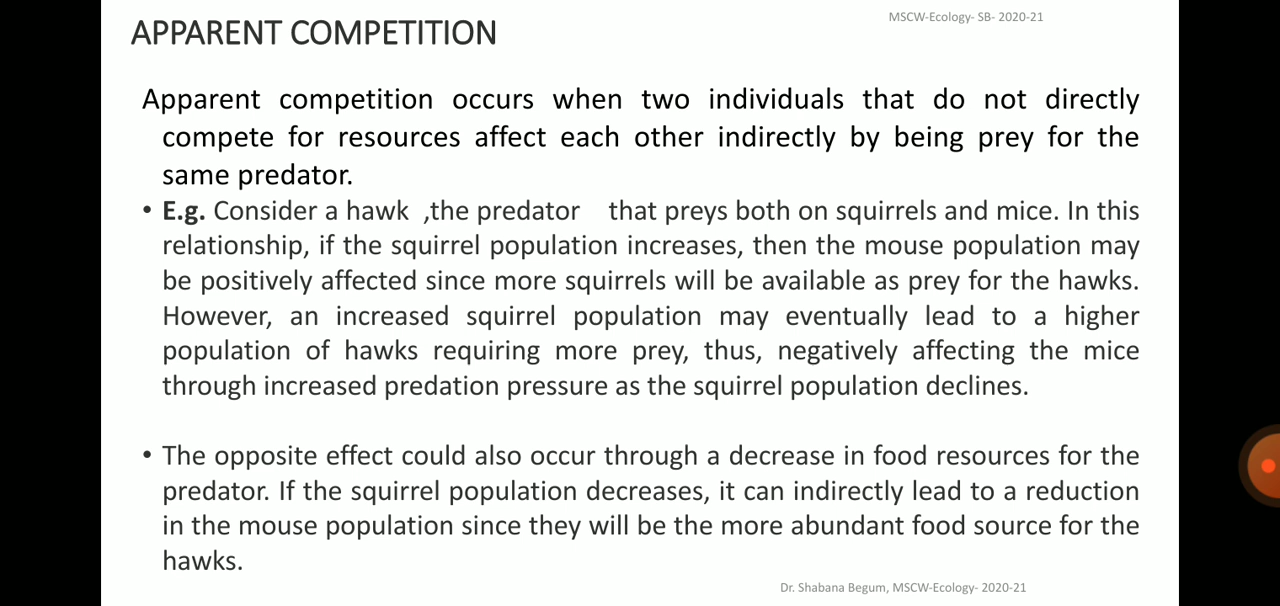 MSCW-Ecology- SB- 2020-21
APPARENT COMPETITION
Apparent competition occurs when two individuals that do not directly
compete for resources affect each other indirectly by being prey for the
same predator.
• E.g. Consider a hawk ,the predator that preys both on squirrels and mice. In this
relationship, if the squirrel population increases, then the mouse population may
be positively affected since more squirrels will be available as prey for the hawks.
However, an increased squirrel population may eventually lead to a higher
population of hawks requiring more prey, thus, negatively affecting the mice
through increased predation pressure as the squirrel population declines.
• The opposite effect could also occur through a decrease in food resources for the
predator. If the squirrel population decreases, it can indirectly lead to a reduction
in the mouse population since they will be the more abundant food source for the
hawks.
Dr. Shabana Begum, MSCW-Ecology- 2020-21